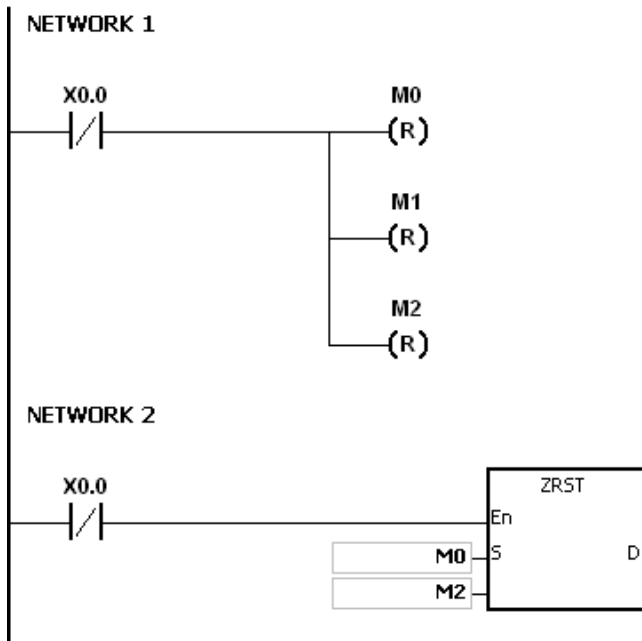 NETWORK 1
X0.0
M0
(R)
M1
(R)
M2
(R)
NETWORK 2
X0.0
ZRST
En
M0 S D
M2